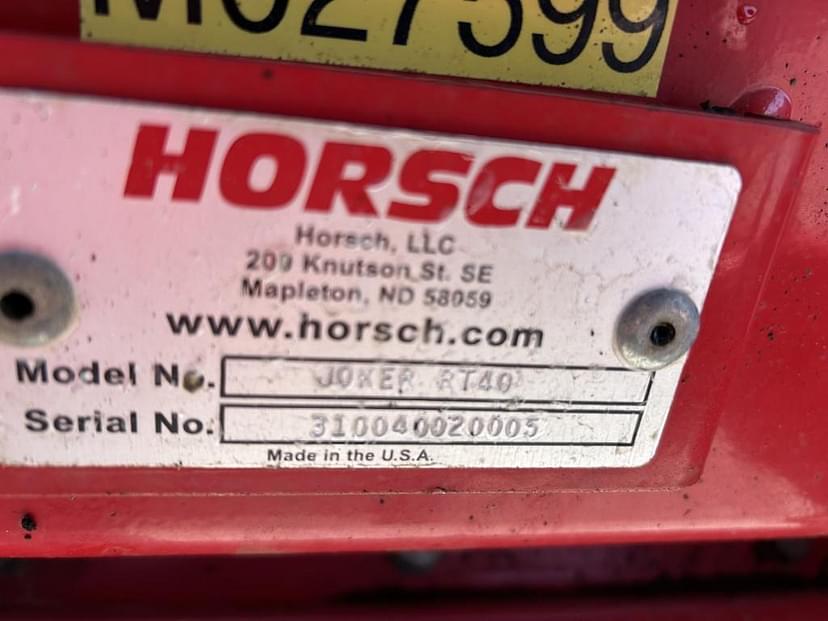 M027599
HORSCH
Horsch, LLC
209 Knutson St. SE
Mapleton, ND 58059
www.horsch.com
Model No. JOKER RT40
Serial No. 310040020005
Made in the U.S.A.